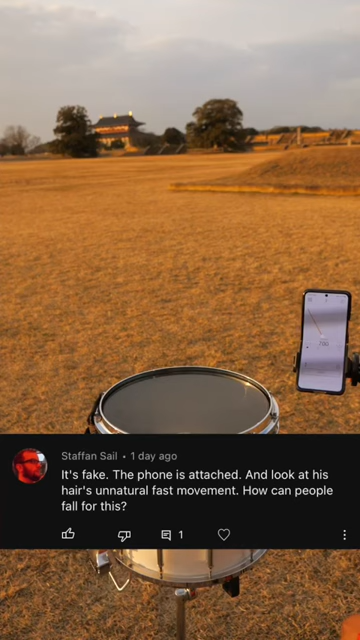 Staffan Sail • 1 day ago
It's fake. The phone is attached. And look at his
hair's unnatural fast movement. How can people
fall for this?
1